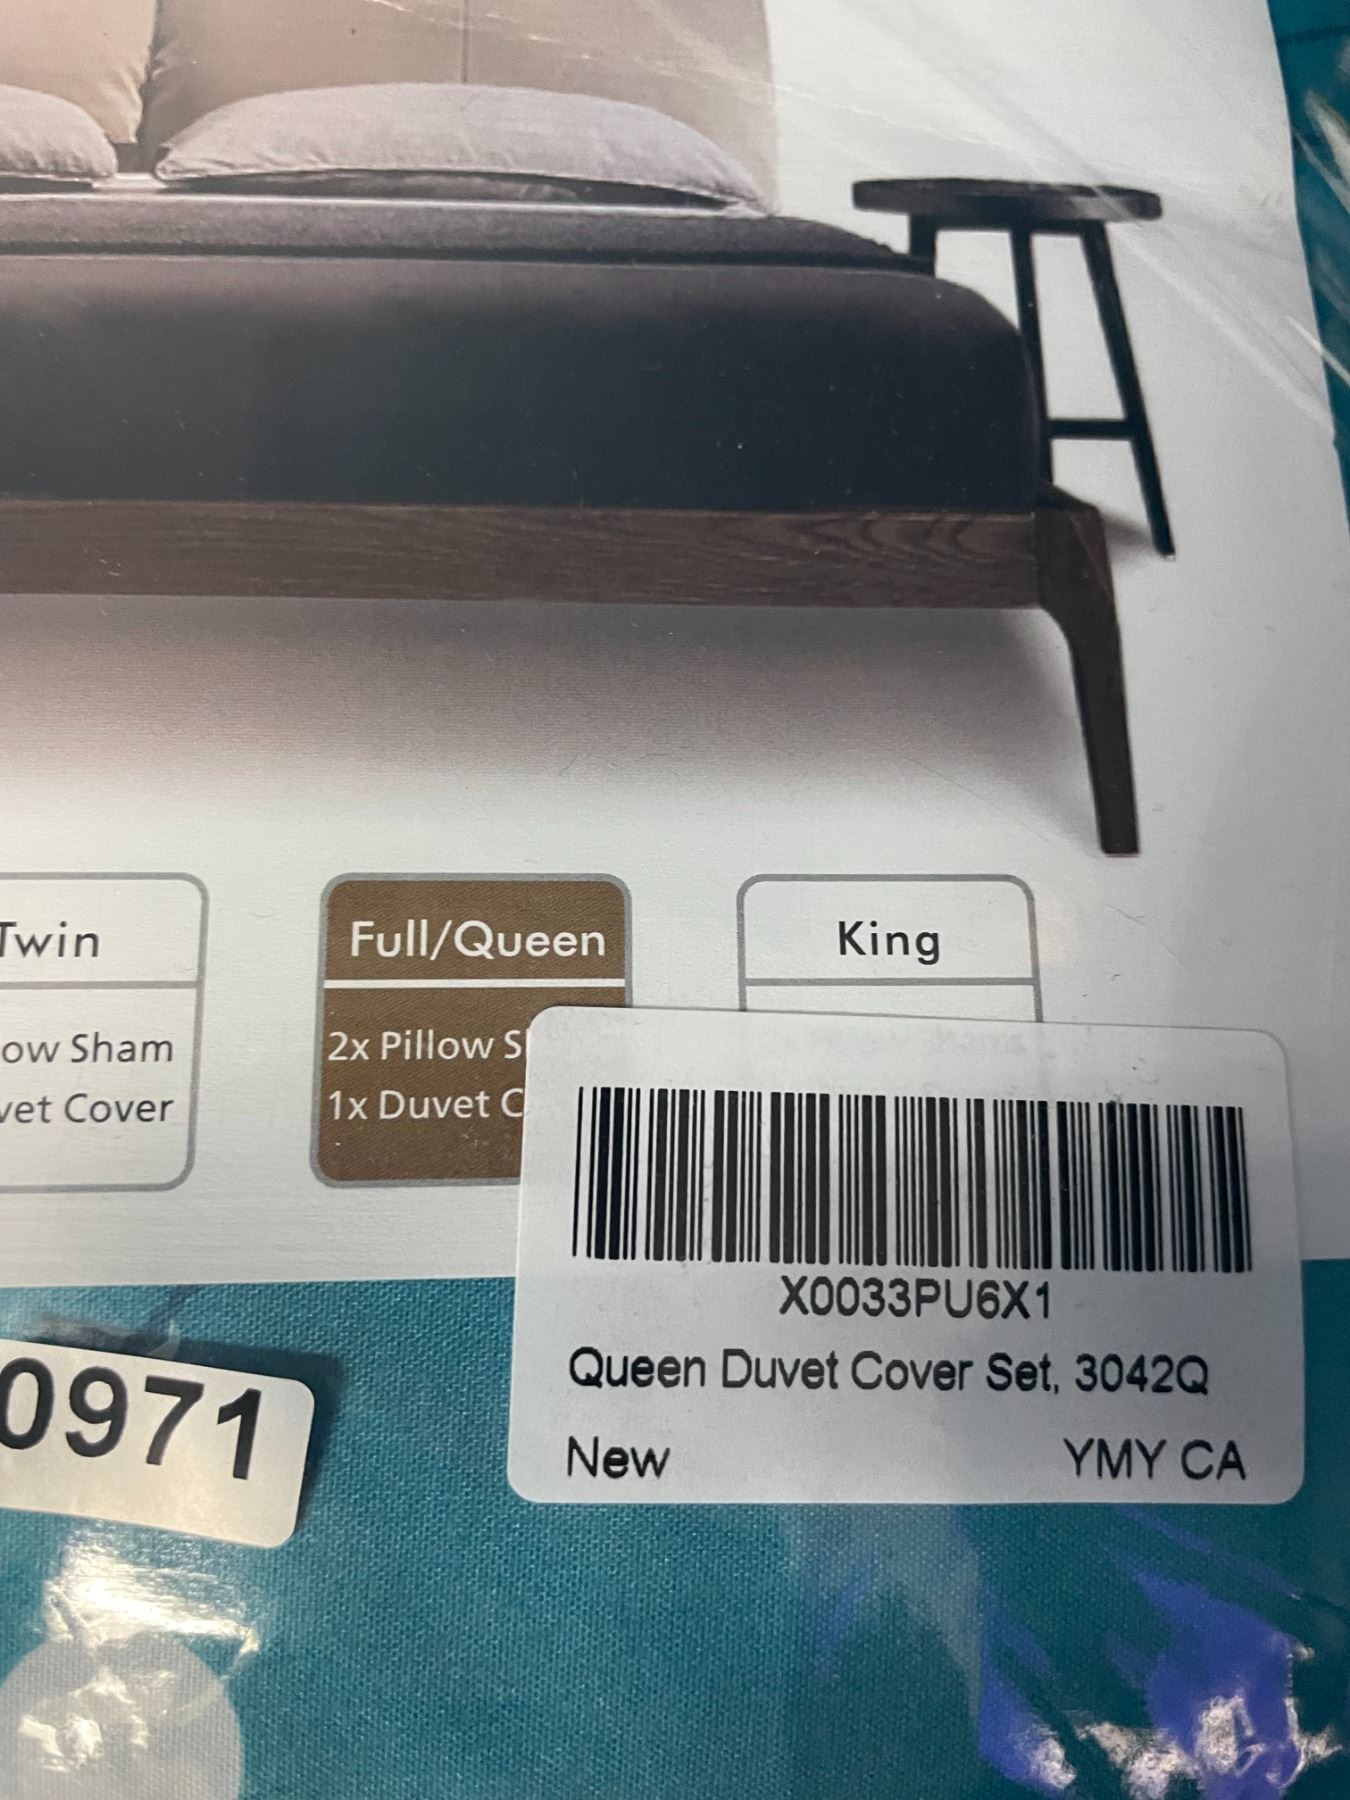 Twin
ow Sham
vet Cover
Full/Queen
2x Pillow S
1x Duvet C
King
X0033PU6X1
Queen Duvet Cover Set, 3042Q
New YMY CA
0971